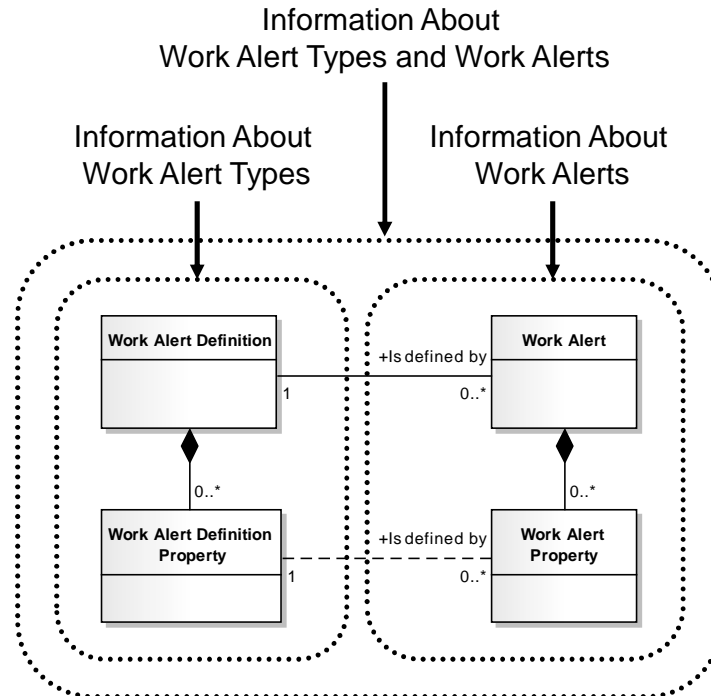 Information About
Work Alert Types and Work Alerts
Information About
Work Alert Types
Information About
Work Alerts
Work Alert Definition
Work Alert
+Is defined by
1
0..*
0..*
0..*
Work Alert Definition
Property
Work Alert
Property
+Is defined by
1
0..*